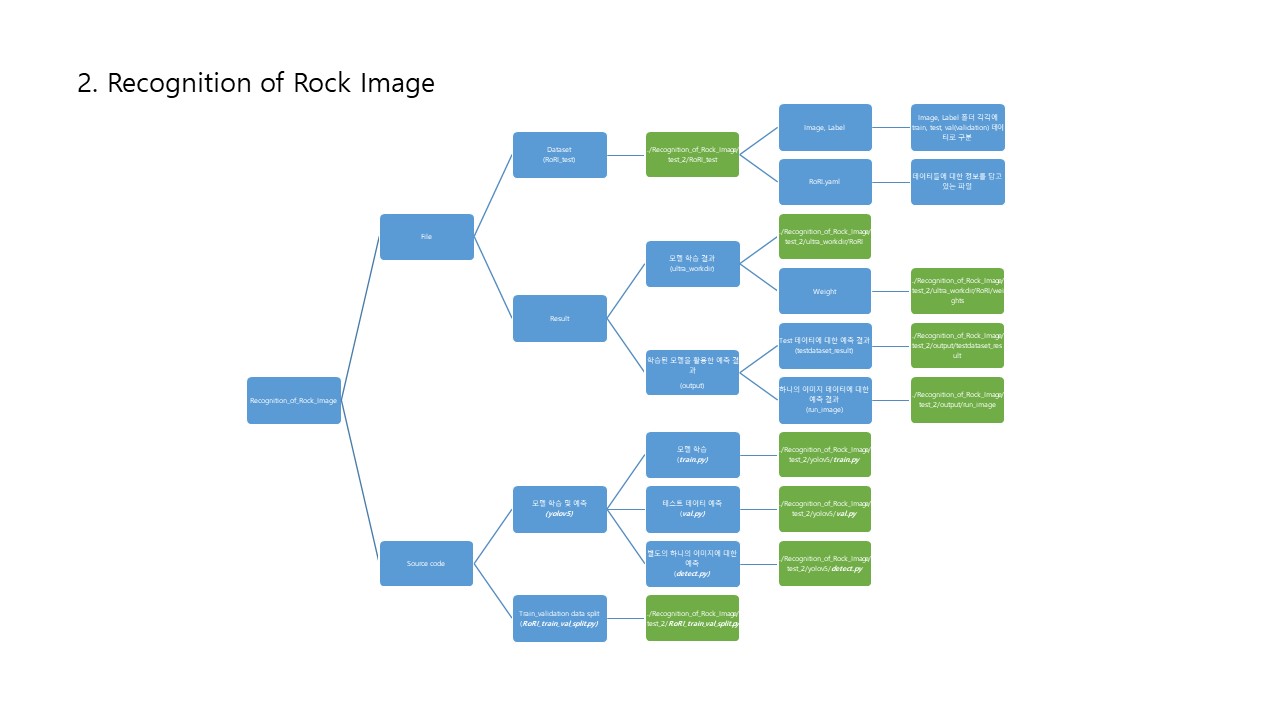 2. Recognition of Rock Image
Image, Label
Image, Label 폴더 각각에
train, test, val(validation) 데이
터로 구분
Dataset
(RoRI_test)
./Recognition_of_Rock_Image/
test_2/RoRI_test
RoRI.yaml
데이터들에 대한 정보를 담고
있는 파일
File
./Recognition_of_Rock_Image/
test_2/ultra_workdir/RoRI
모델 학습 결과
(ultra_workdir)
Weight
./Recognition_of_Rock_Image/
test_2/ultra_workdir/RoRI/wei
ghts
Result
Test 데이터에 대한 예측 결과
(testdataset_result)
./Recognition_of_Rock_Image/
test_2/output/testdataset_res
ult
학습된 모델을 활용한 예측 결
과
(output)
하나의 이미지 데이터에 대한
예측 결과
(run_image)
./Recognition_of_Rock_Image/
test_2/output/run_image
Recognition_of_Rock_Image
모델 학습
(train.py)
./Recognition_of_Rock_Image/
test_2/yolov5/train.py
모델 학습 및 예측
(yolov5)
테스트 데이터 예측
(val.py)
./Recognition_of_Rock_Image/
test_2/yolov5/val.py
Source code
별도의 하나의 이미지에 대한
예측
(detect.py)
./Recognition_of_Rock_Image/
test_2/yolov5/detect.py
Train_validation data split
(RoRI_train_val_split.py)
./Recognition_of_Rock_Image/
test_2/RoRI_train_val_split.py